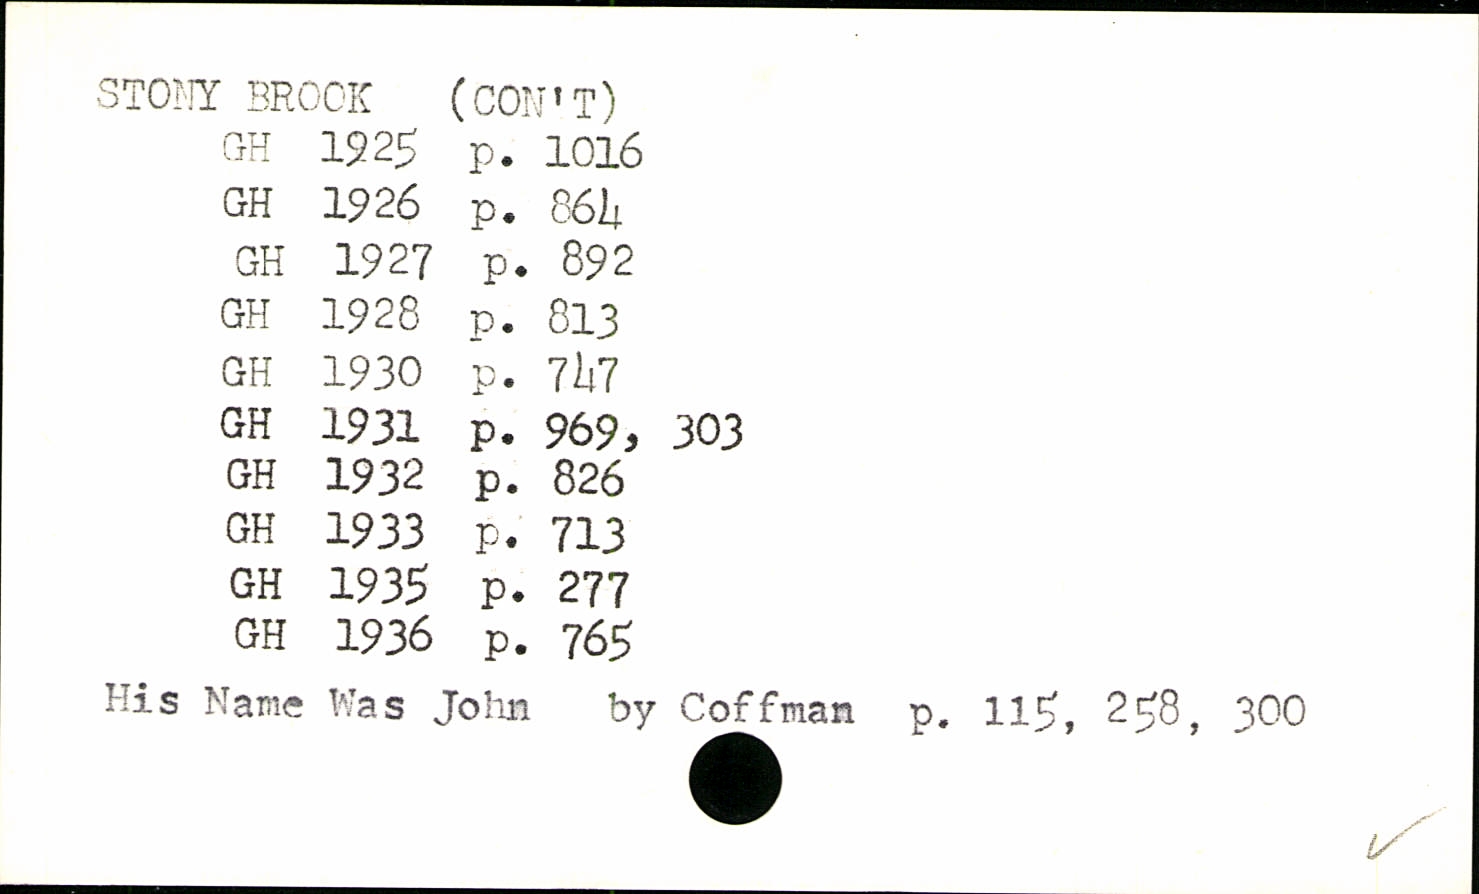 STONY BROOK (CON'T)
GH 1925 p. 1016
GH 1926 p. 864
GH 1927 p. 892
GH 1928 p. 813
GH 1930 p. 747
GH 1931 p. 969, 303
GH 1932 p. 826
GH 1933 p. 713
GH 1935 p. 277
GH 1936 p. 765
His Name Was John by Coffman p. 115, 258, 300